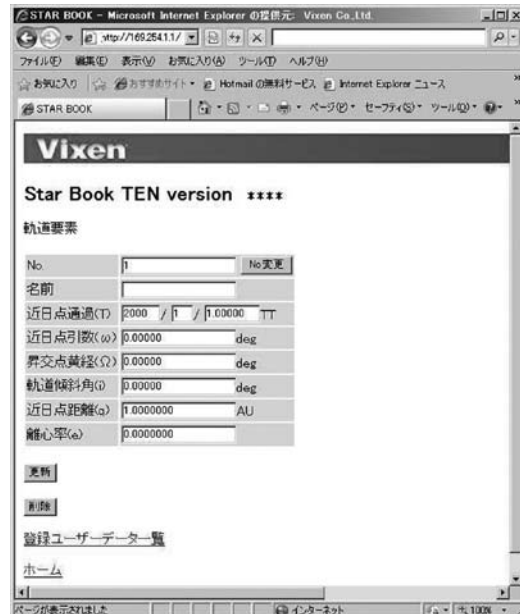 STAR BOOK - Microsoft Internet Explorer の提供元: Vixen Co.,Ltd.
http://169.254.1.1/
ファイル(F) 編集(E) 表示(V) お気に入り(A) ツール(T) ヘルプ(H)
お気に入り おすすめサイト Hotmail の無料サービス Internet Explorer ニュース
STAR BOOK ページ(P) セーフティ(S) ツール(O)
Vixen
Star Book TEN version ****
軌道要素
No. 1 No変更
名前
近日点通過(T) 2000 / 1 / 1.00000 TT
近日点引数(ω) 0.00000 deg
昇交点黄経(Ω) 0.00000 deg
軌道傾斜角(i) 0.00000 deg
近日点距離(q) 1.0000000 AU
離心率(e) 0.0000000
更新
削除
登録ユーザーデータ一覧
ホーム
ページが表示されました インターネット 100%